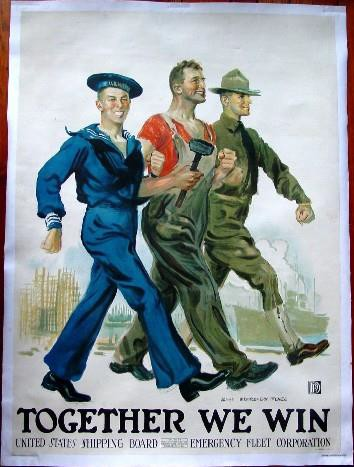 TOGETHER WE WIN
UNITED STATES SHIPPING BOARD EMERGENCY FLEET CORPORATION